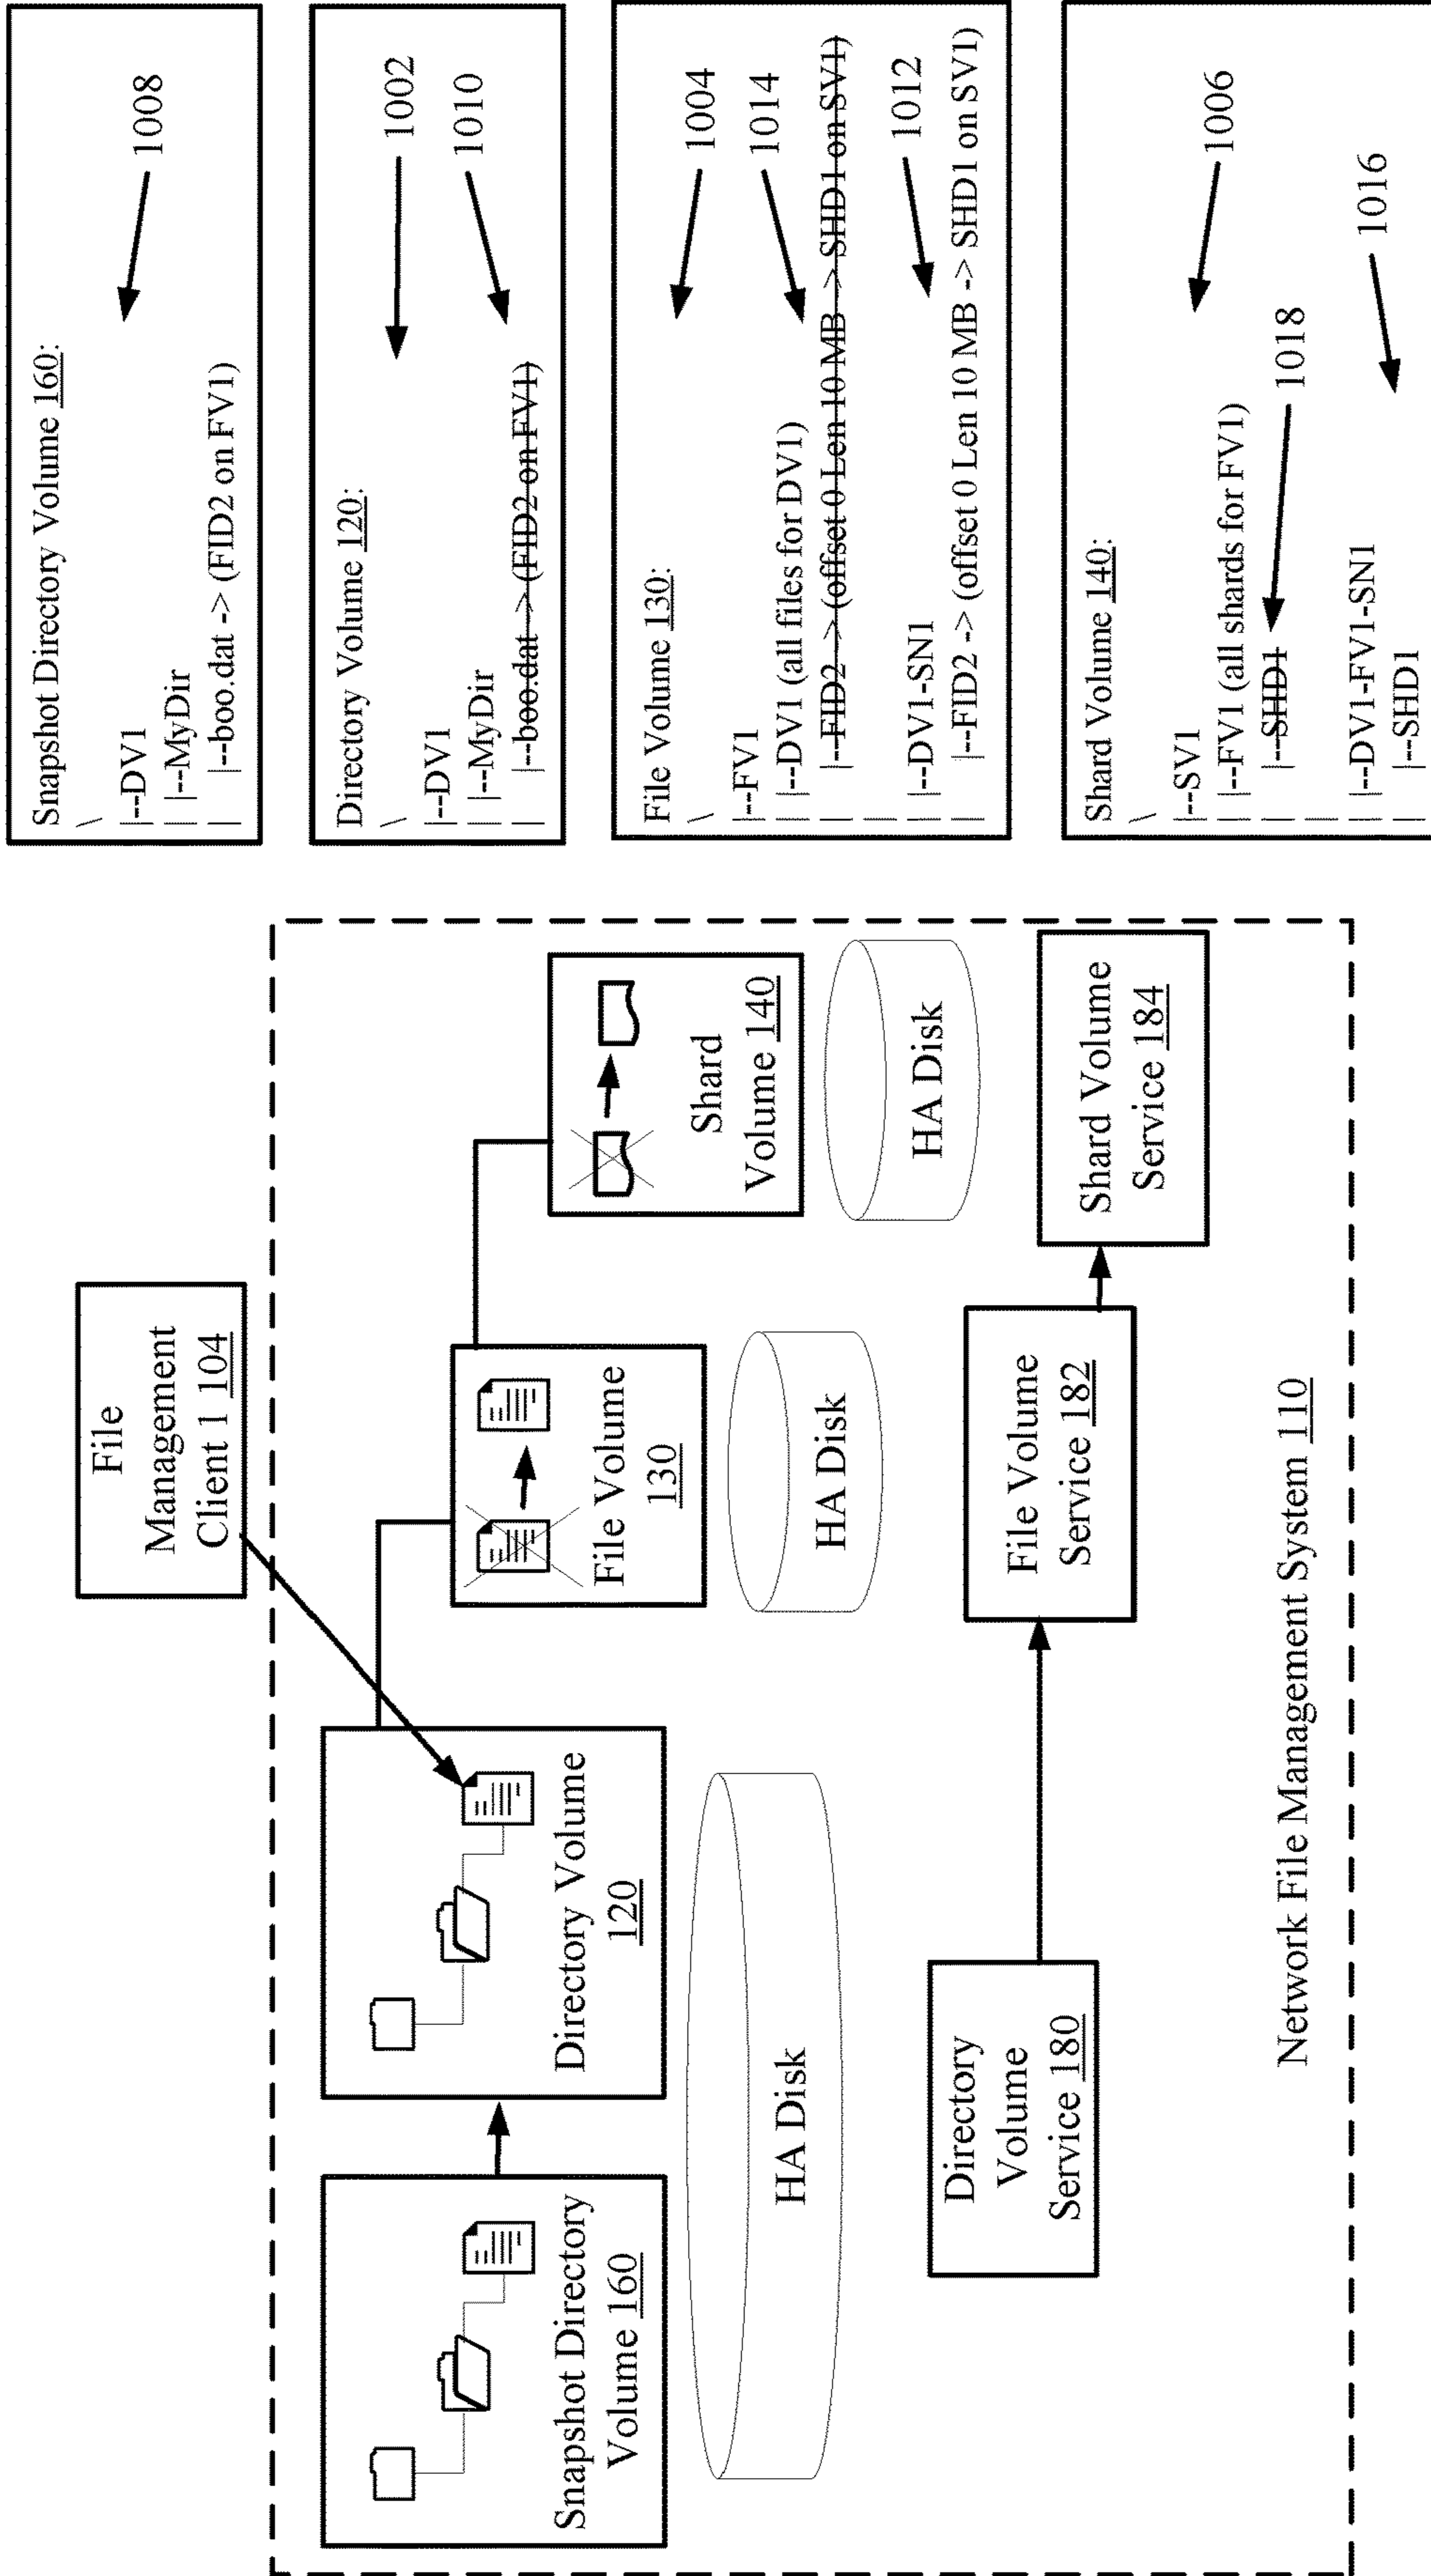 File
Management
Client 1 104
Snapshot Directory
Volume 160
Directory Volume
120
File Volume
130
Shard
Volume 140
HA Disk
HA Disk
HA Disk
Directory
Volume
Service 180
File Volume
Service 182
Shard Volume
Service 184
Network File Management System 110
Snapshot Directory Volume 160:
\
|--DV1
| |--MyDir
| |--boo.dat -> (FID2 on FV1)
1008
Directory Volume 120:
\
|--DV1
| |--MyDir
| |--boo.dat -> (FID2 on FV1)
1002
1010
File Volume 130:
\
|--FV1
| |--DV1 (all files for DV1)
| |--FID2 -> (offset 0 Len 10 MB -> SHD1 on SV1)
|
| |--DV1-SN1
| |--FID2 -> (offset 0 Len 10 MB -> SHD1 on SV1)
1004
1014
1012
Shard Volume 140:
\
|--SV1
| |--FV1 (all shards for FV1)
| |--SHD1
|
| |--DV1-FV1-SN1
| |--SHD1
1006
1018
1016